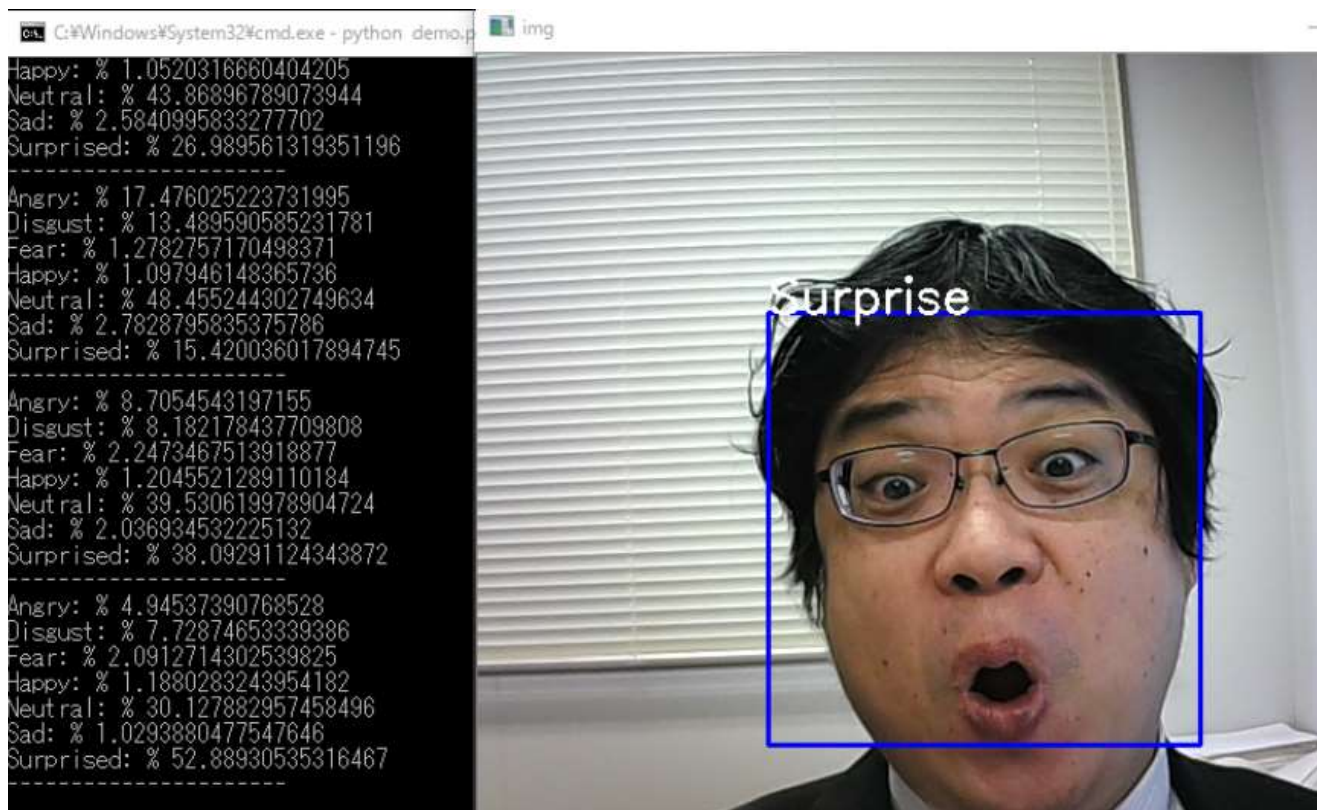 C:¥Windows¥System32¥cmd.exe - python demo.p
Happy: % 1.0520316660404205
Neutral: % 43.86896789073944
Sad: % 2.5840995833277702
Surprised: % 26.989561319351196
----------------------
Angry: % 17.476025223731995
Disgust: % 13.489590585231781
Fear: % 1.2782757170498371
Happy: % 1.0979461483657​36
Neutral: % 48.455244302749634
Sad: % 2.7828795835375786
Surprised: % 15.420036017894745
----------------------
Angry: % 8.7054543197155
Disgust: % 8.182178437709808
Fear: % 2.2473467513918877
Happy: % 1.2045521289110184
Neutral: % 39.530619978904724
Sad: % 2.036934532225132
Surprised: % 38.09291124343872
----------------------
Angry: % 4.94537390768528
Disgust: % 7.72874653339386
Fear: % 2.0912714302539825
Happy: % 1.1880283243954182
Neutral: % 30.127882957458496
Sad: % 1.0293880477547646
Surprised: % 52.88930535316467
----------------------
img
Surprise